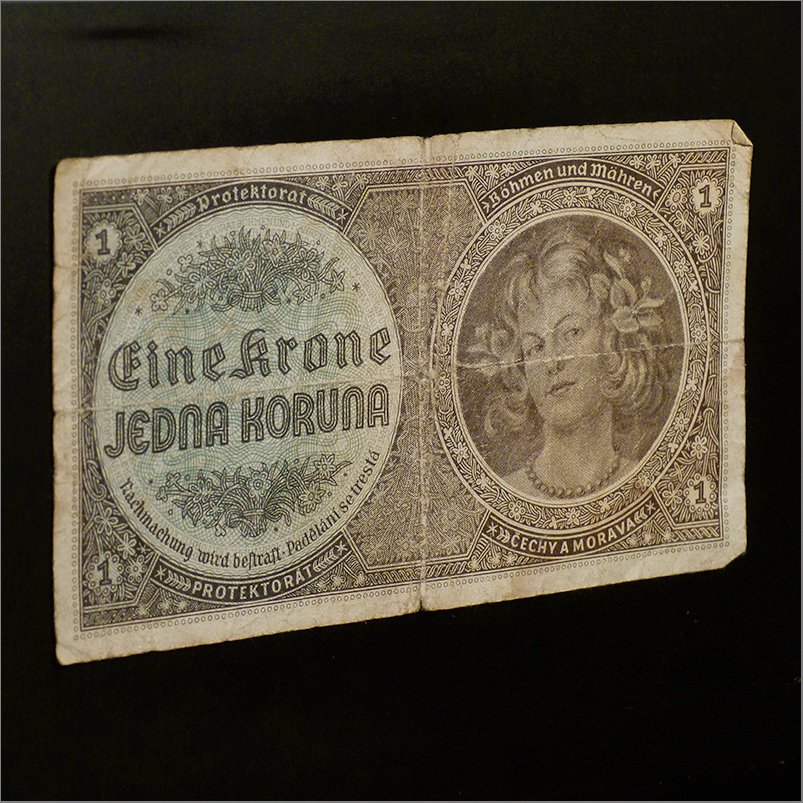 Protektorat
Böhmen und Mähren
1
1
Eine Krone
JEDNA KORUNA
Nachmachung wird bestraft · Padělání se trestá
1
1
PROTEKTORÁT
ČECHY A MORAVA